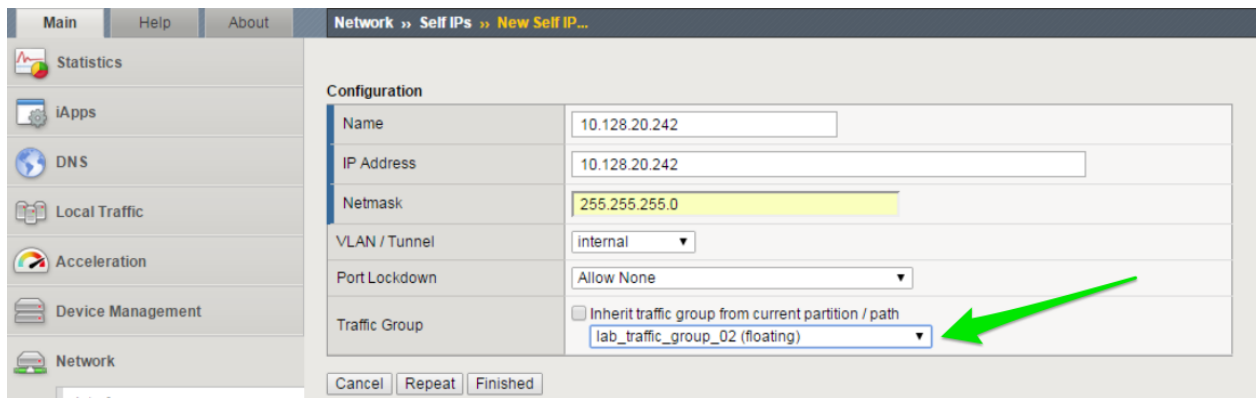 Main Help About Network » Self IPs » New Self IP...
Statistics
Configuration
iApps
Name 10.128.20.242
DNS
IP Address 10.128.20.242
Netmask 255.255.255.0
Local Traffic
VLAN / Tunnel internal
Acceleration
Port Lockdown Allow None
Device Management
Inherit traffic group from current partition / path
Traffic Group
lab_traffic_group_02 (floating)
Network
Cancel Repeat Finished